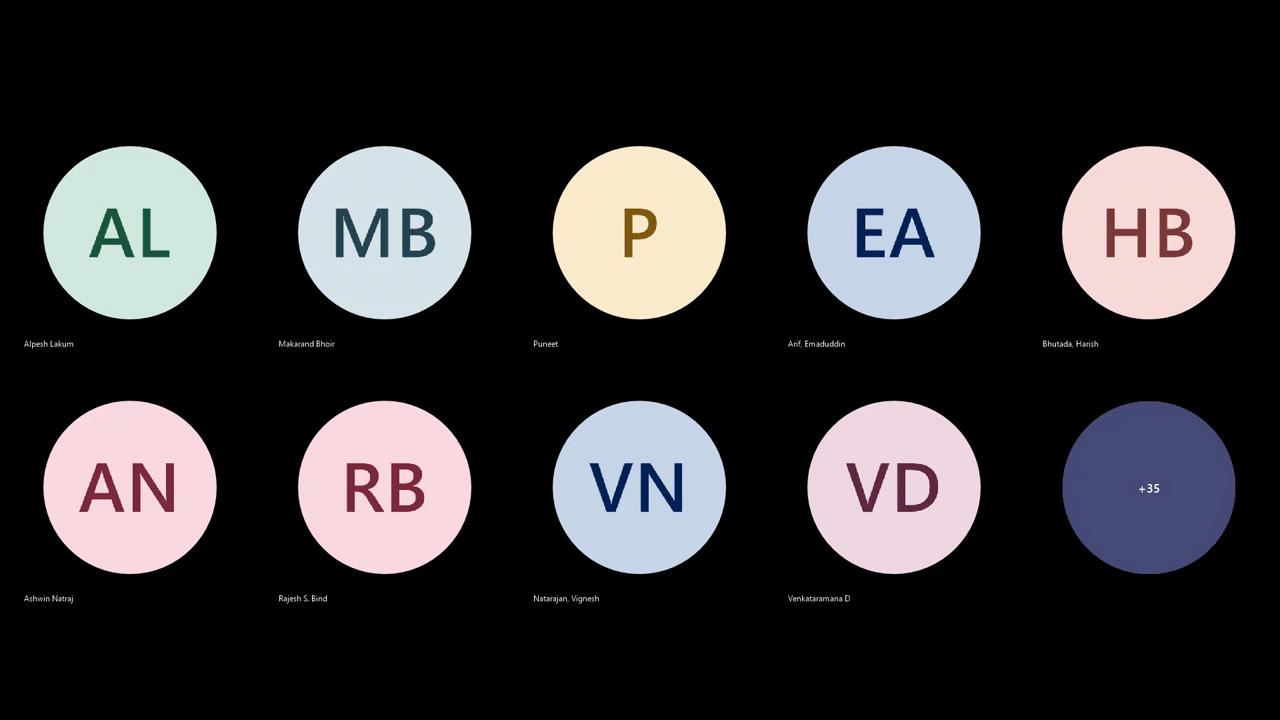 AL
MB
P
EA
HB
Alpesh Lakum
Makarand Bhoir
Puneet
Arif, Emaduddin
Bhutada, Harish
AN
RB
VN
VD
+35
Ashwin Natraj
Rajesh S. Bind
Natarajan, Vignesh
Venkataramana D